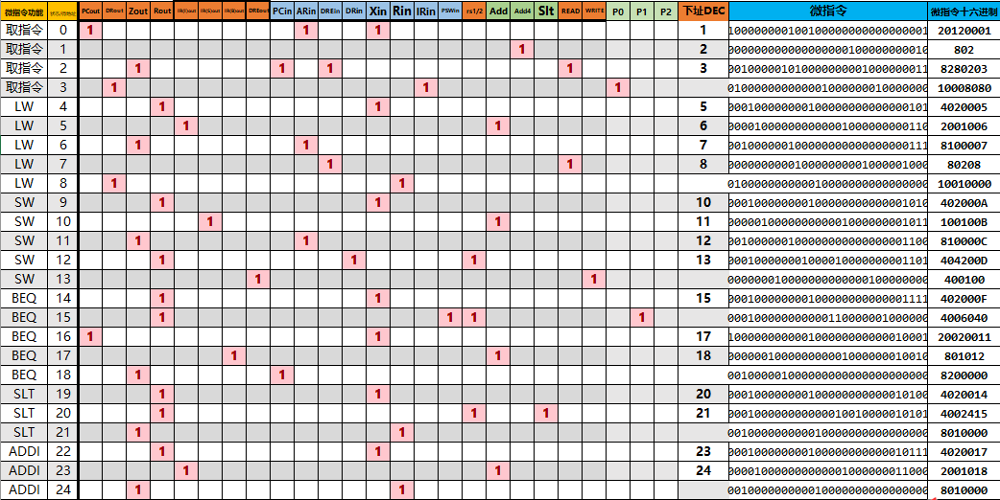 微指令功能 PCout DRout Zout Rout IR(I)out IR(S)out IR(B)out DREout PCin ARin DREin DRin Xin Rin IRin PSWin rs1/2 Add Add4 Slt READ WRITE P0 P1 P2 下址DEC 微指令 微指令十六进制
取指令 0 1 1 1 1 100000000100100000000000000001 20120001
取指令 1 1 2 000000000000000000100000000010 802
取指令 2 1 1 1 1 3 001000001010000000001000000011 8280203
取指令 3 1 1 1 010000000000001000000010000000 10008080
LW 4 1 1 5 000100000000100000000000000101 4020005
LW 5 1 1 6 000010000000000001000000000110 2001006
LW 6 1 1 7 001000000100000000000000000111 8100007
LW 7 1 1 8 000000000010000000001000001000 80208
LW 8 1 1 010000000000010000000000000000 10010000
SW 9 1 1 10 000100000000100000000000001010 402000A
SW 10 1 1 11 000001000000000001000000001011 100100B
SW 11 1 1 12 001000000100000000000000001100 810000C
SW 12 1 1 1 13 000100000001000010000000001101 404200D
SW 13 1 1 000000010000000000000100000000 400100
BEQ 14 1 1 15 000100000000100000000000001111 402000F
BEQ 15 1 1 1 1 000100000000000110000001000000 4006040
BEQ 16 1 1 17 100000000000100000000000010001 20020011
BEQ 17 1 1 18 000000100000000001000000010010 801012
BEQ 18 1 1 001000001000000000000000000000 8200000
SLT 19 1 1 20 000100000000100000000000010100 4020014
SLT 20 1 1 1 21 000100000000000010010000010101 4002415
SLT 21 1 1 001000000000010000000000000000 8010000
ADDI 22 1 1 23 000100000000100000000000010111 4020017
ADDI 23 1 1 24 000010000000000001000000011000 2001018
ADDI 24 1 1 001000000000010000000000000000 8010000